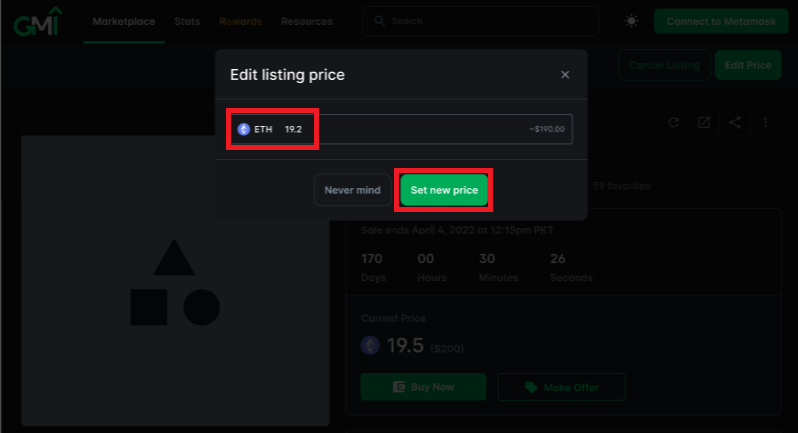 GMI
Marketplace Stats Rewards Resources Search Connect to Metamask
Cancel Listing Edit Price
Edit listing price
ETH 19.2 ~$190.00
Never mind Set new price
59 favorites
Sale ends April 4, 2022 at 12:15pm PKT
170 00 30 26
Days Hours Minutes Seconds
Current Price
19.5 ($200)
Buy Now Make Offer